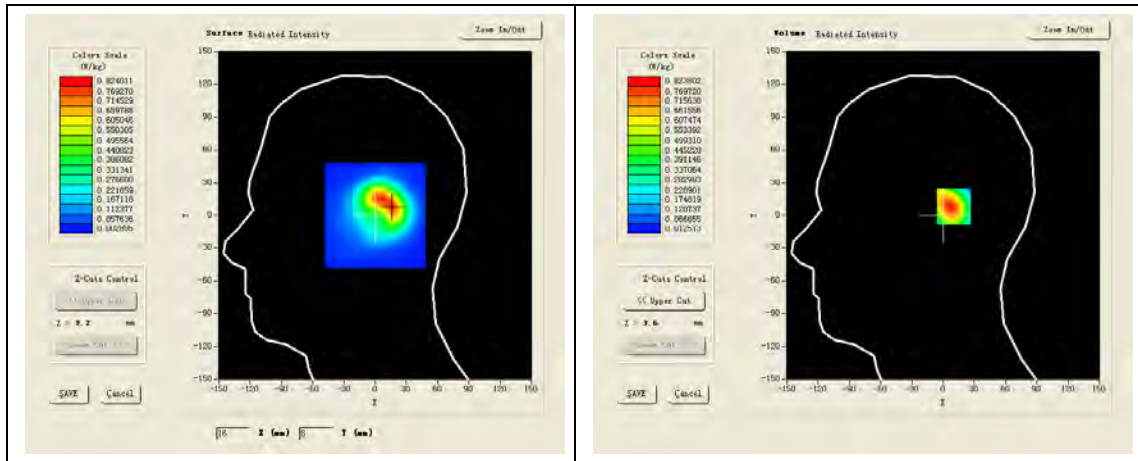 Surface Radiated Intensity
Zoom In/Out
Colors Scale
(W/kg)
0.824011
0.769270
0.714529
0.659788
0.605046
0.550305
0.495564
0.440823
0.386082
0.331341
0.276600
0.221859
0.167118
0.112377
0.057636
150
120
90
60
30
0
-30
-60
-90
-120
-150
-150 -120 -90 -60 -30 0 30 60 90 120 150
Z-Cuts Control
<< Upper Cut
mm
SAVE Cancel
16 X (mm) 8 Y (mm)
Volume Radiated Intensity
Zoom In/Out
Colors Scale
(W/kg)
0.823802
0.769720
0.715638
0.661556
0.607474
0.553392
0.499310
0.445228
0.391146
0.337064
0.282983
0.228901
0.174819
0.120737
0.066655
0.012573
150
120
90
60
30
0
-30
-60
-90
-120
-150
-150 -120 -90 -60 -30 0 30 60 90 120 150
Z-Cuts Control
<< Upper Cut
mm
SAVE Cancel